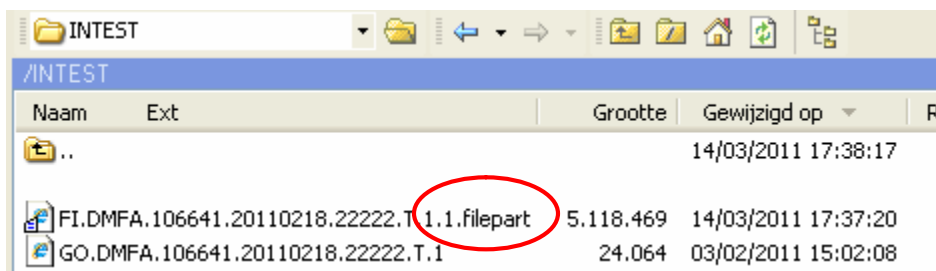 INTEST
/INTEST
Naam Ext Grootte Gewijzigd op
.. 14/03/2011 17:38:17
FI.DMFA.106641.20110218.22222.T.1.1.filepart 5.118.469 14/03/2011 17:37:20
GO.DMFA.106641.20110218.22222.T.1 24.064 03/02/2011 15:02:08